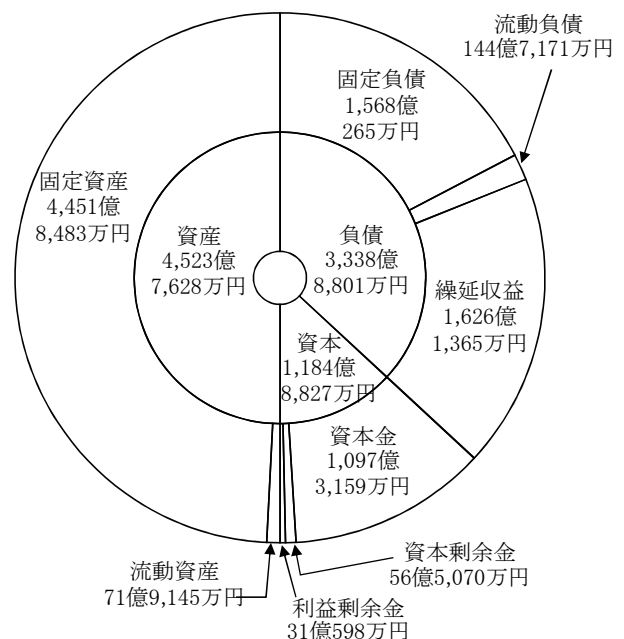 流動負債
144億7,171万円
固定負債
1,568億
265万円
固定資産
4,451億
8,483万円
資産
4,523億
7,628万円
負債
3,338億
8,801万円
繰延収益
1,626億
1,365万円
資本
1,184億
8,827万円
資本金
1,097億
3,159万円
流動資産
71億9,145万円
資本剰余金
56億5,070万円
利益剰余金
31億598万円